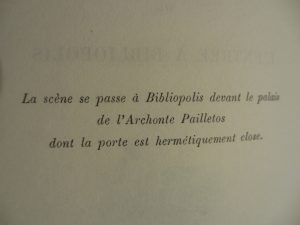 La scène se passe à Bibliopolis devant le palais
de l'Archonte Pailletos
dont la porte est hermétiquement close.